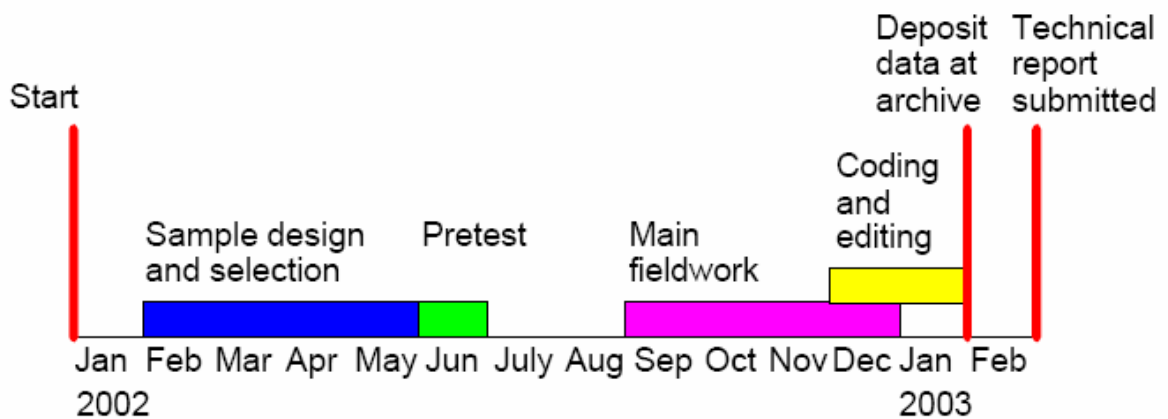 Deposit
data at
archive
Technical
report
submitted
Start
Coding
and
editing
Sample design
and selection
Pretest
Main
fieldwork
Jan Feb Mar Apr May Jun July Aug Sep Oct Nov Dec Jan Feb
2002 2003